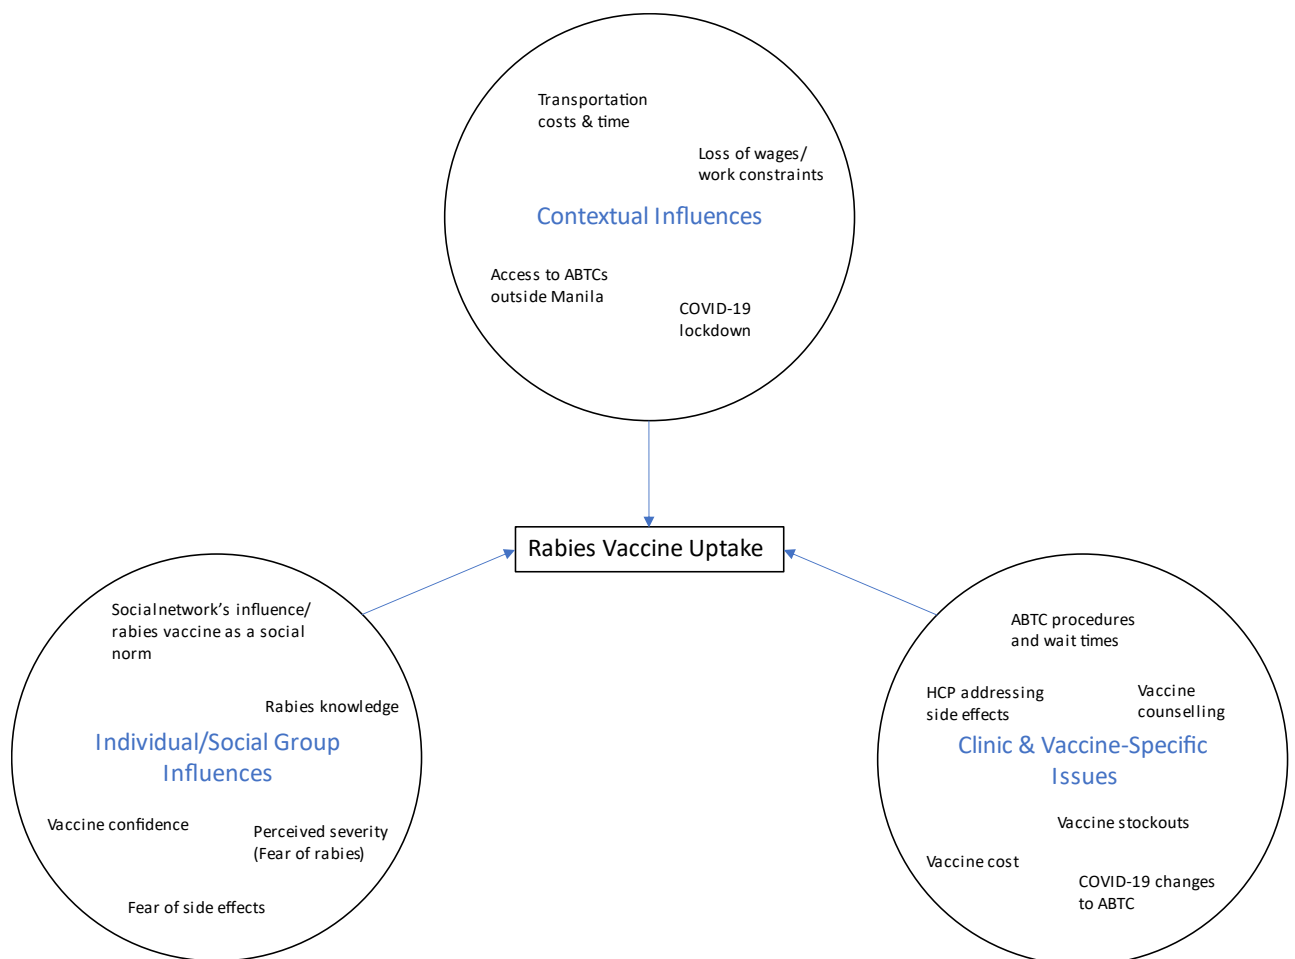 Transportation
costs & time
Loss of wages/
work constraints
Contextual Influences
Access to ABTCs
outside Manila
COVID-19
lockdown
Rabies Vaccine Uptake
Social network's influence/
rabies vaccine as a social
norm
Rabies knowledge
Individual/Social Group
Influences
Vaccine confidence
Perceived severity
(Fear of rabies)
Fear of side effects
ABTC procedures
and wait times
HCP addressing
side effects
Vaccine
counselling
Clinic & Vaccine-Specific
Issues
Vaccine stockouts
Vaccine cost
COVID-19 changes
to ABTC